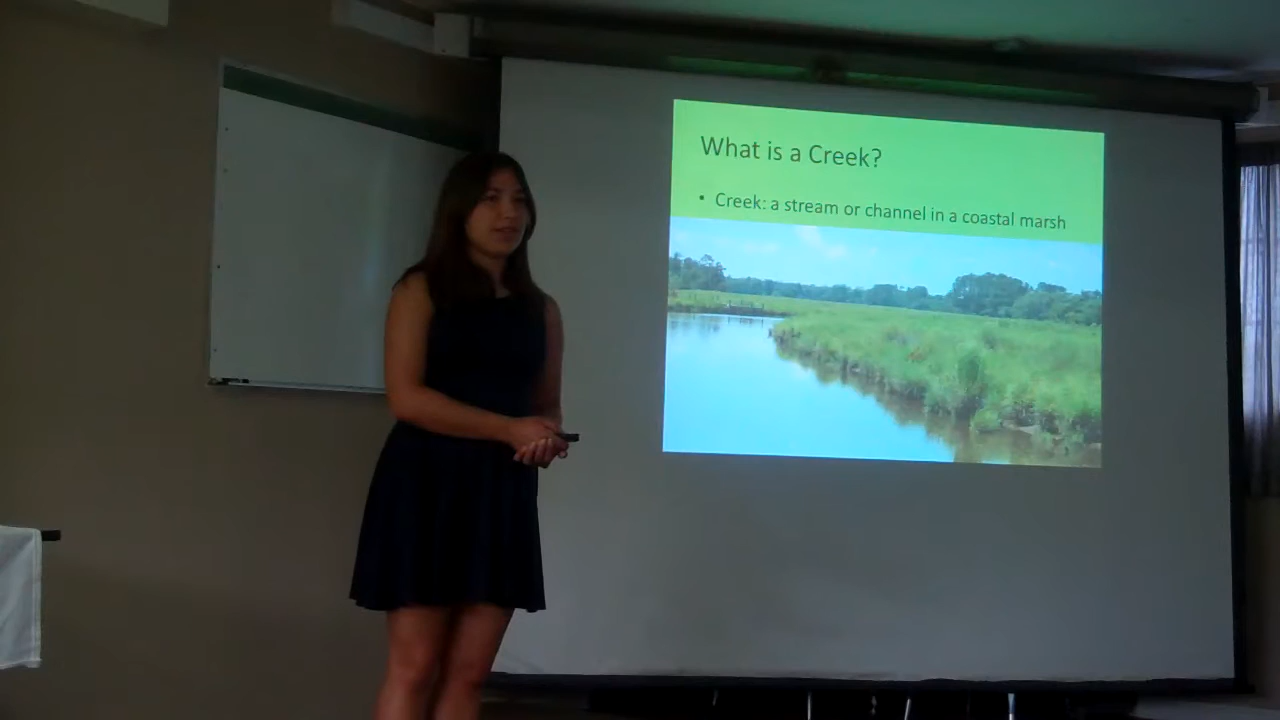 What is a Creek?
• Creek: a stream or channel in a coastal marsh